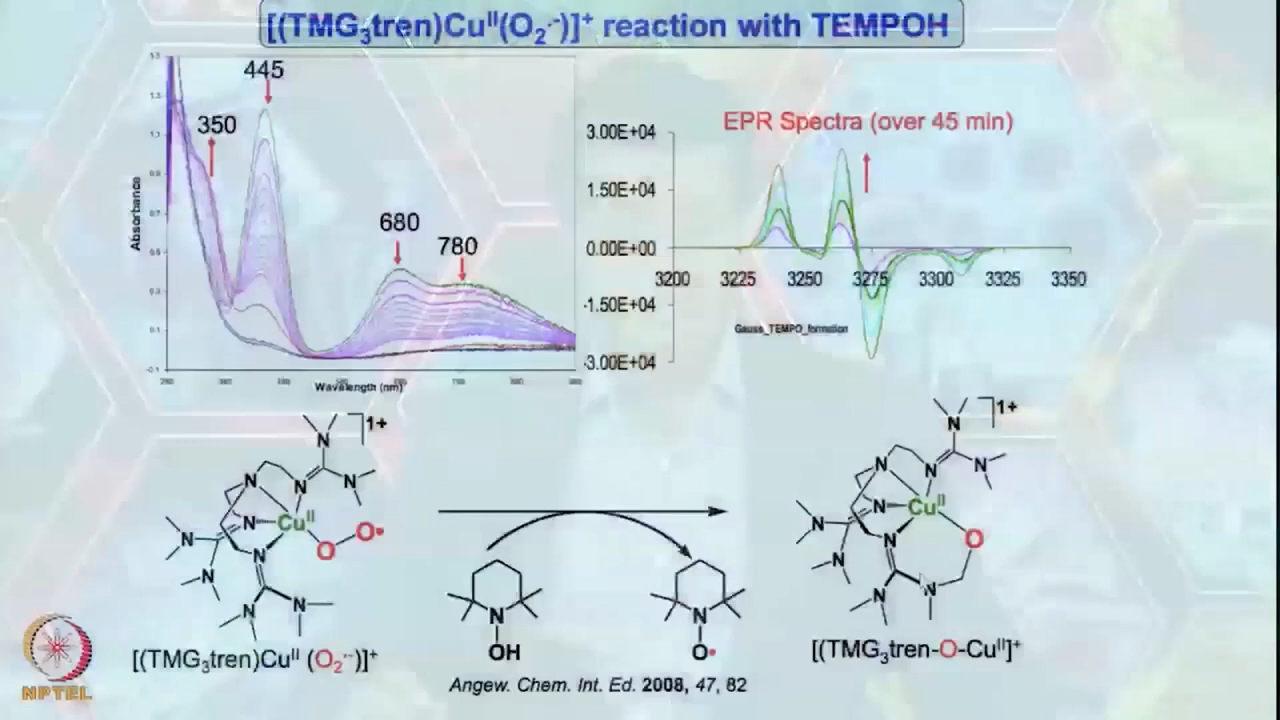 [(TMG₃tren)Cuᴵᴵ(O₂·⁻)]⁺ reaction with TEMPOH
445
350
680
780
Absorbance
Wavelength (nm)
EPR Spectra (over 45 min)
3.00E+04
1.50E+04
0.00E+00
-1.50E+04
-3.00E+04
3200 3225 3250 3275 3300 3325 3350
Gauss_TEMPO_formation
1+
N
N
N
N
Cuᴵᴵ
O
O•
N
N
N
N
N
N
OH
N
O•
1+
N
N
N
N
N
Cuᴵᴵ
O
N
N
N
N
N
[(TMG₃tren)Cuᴵᴵ (O₂·⁻)]⁺
[(TMG₃tren-O-Cuᴵᴵ]⁺
Angew. Chem. Int. Ed. 2008, 47, 82
NPTEL